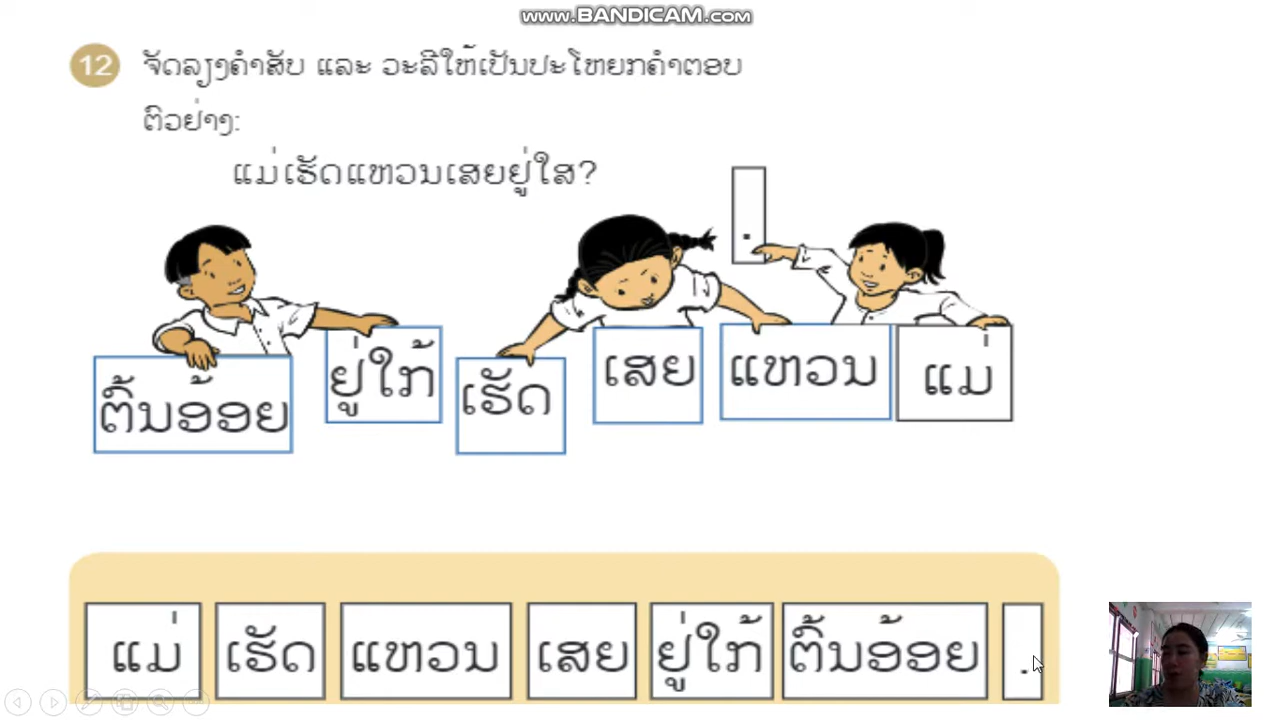 www.BANDICAM.com
12 ຈັດລຽງຄຳສັບ ແລະ ວະລີໃຫ້ເປັນປະໂຫຍກຄຳຕອບ
ຕົວຢ່າງ:
ແມ່ເຮັດແຫວນເສຍຢູ່ໃສ?
.
ຕົ້ນອ້ອຍ ຢູ່ໃກ້ ເຮັດ ເສຍ ແຫວນ ແມ່
ແມ່ ເຮັດ ແຫວນ ເສຍ ຢູ່ໃກ້ ຕົ້ນອ້ອຍ .